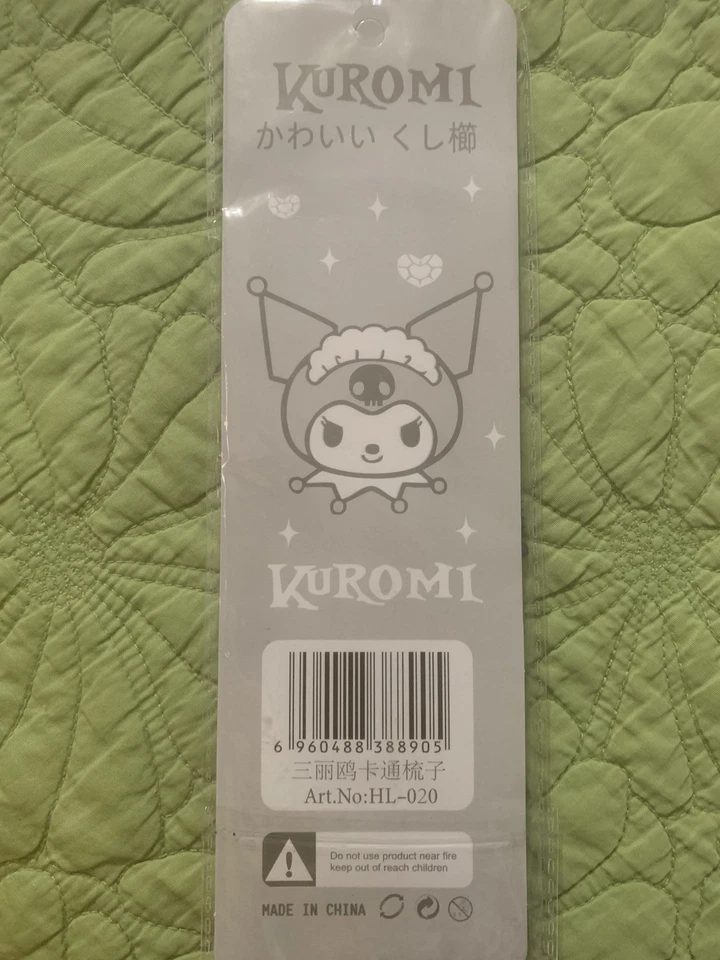 KUROMI
かわいい くし櫛
KUROMI
6 960488 388905
三丽鸥卡通梳子
Art.No:HL-020
Do not use product near fire
keep out of reach children
MADE IN CHINA